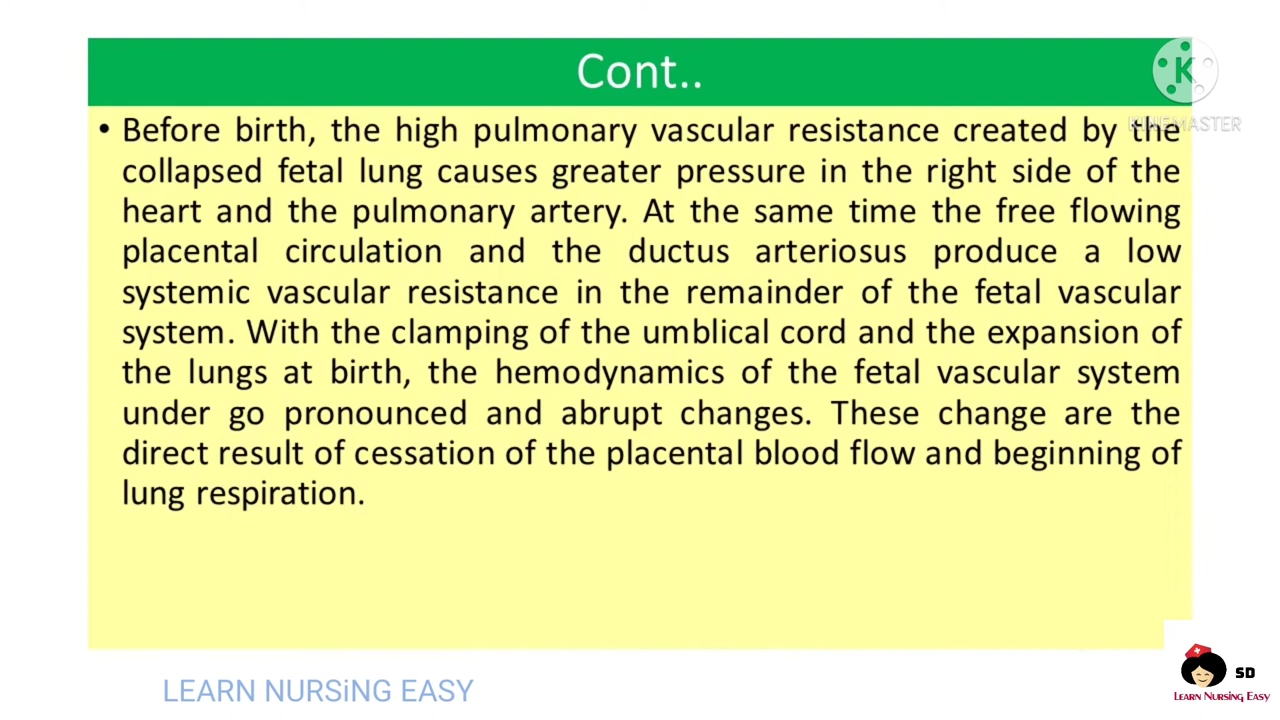 Cont..
K
KINEMASTER
• Before birth, the high pulmonary vascular resistance created by the
collapsed fetal lung causes greater pressure in the right side of the
heart and the pulmonary artery. At the same time the free flowing
placental circulation and the ductus arteriosus produce a low
systemic vascular resistance in the remainder of the fetal vascular
system. With the clamping of the umblical cord and the expansion of
the lungs at birth, the hemodynamics of the fetal vascular system
under go pronounced and abrupt changes. These change are the
direct result of cessation of the placental blood flow and beginning of
lung respiration.
LEARN NURSiNG EASY
SD
LEARN NURSING EASY